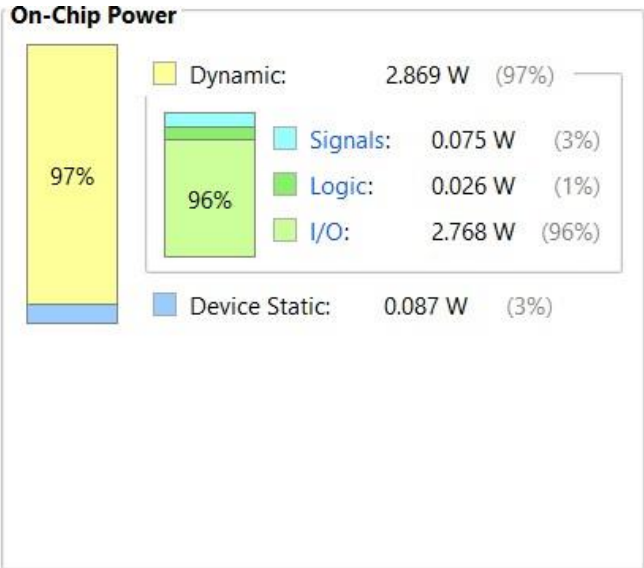 On-Chip Power
Dynamic: 2.869 W (97%)
97%
96%
Signals: 0.075 W (3%)
Logic: 0.026 W (1%)
I/O: 2.768 W (96%)
Device Static: 0.087 W (3%)